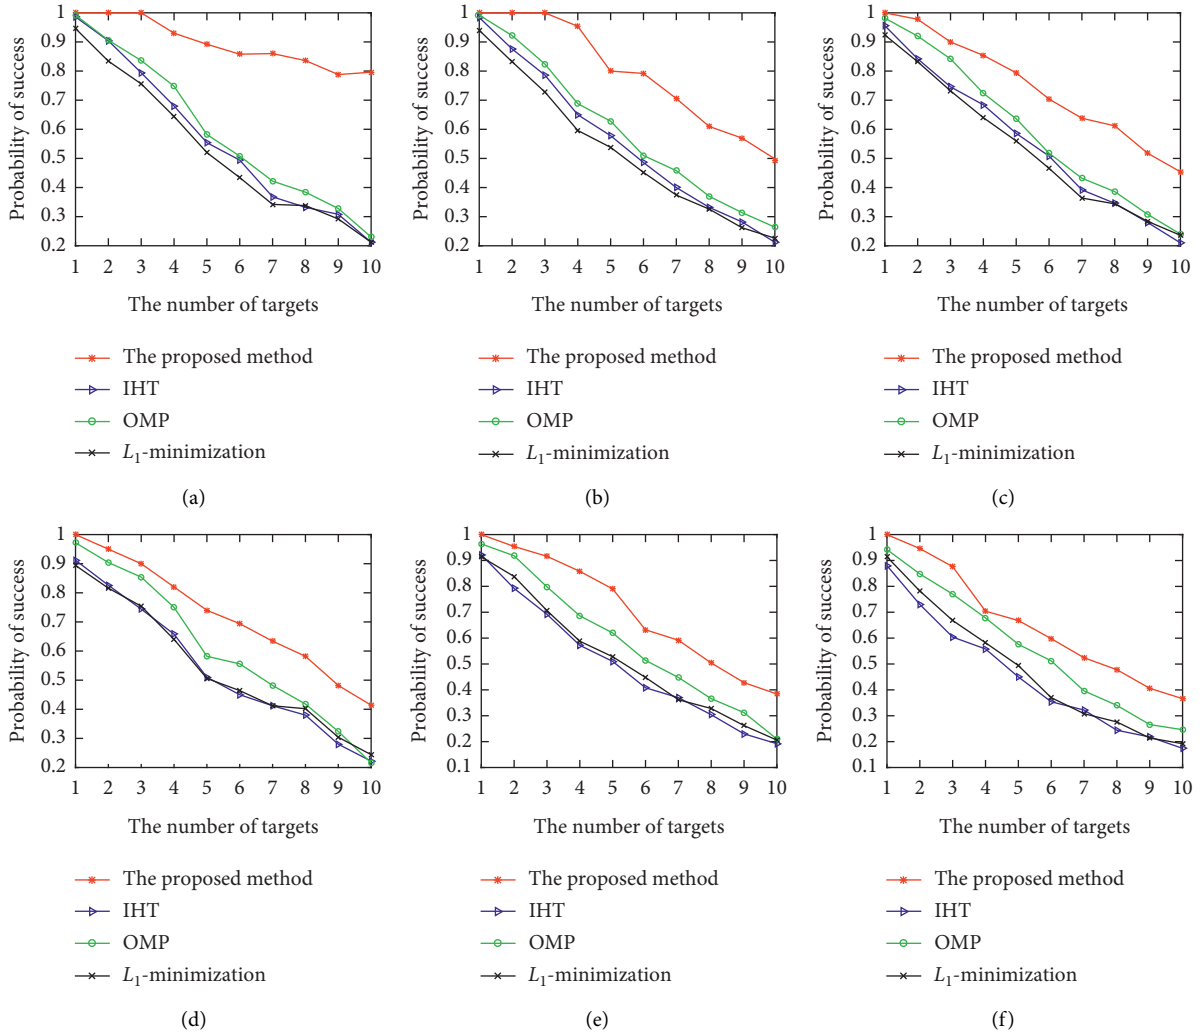 Probability of success
1
0.9
0.8
0.7
0.6
0.5
0.4
0.3
0.2
1 2 3 4 5 6 7 8 9 10
The number of targets
The proposed method
IHT
OMP
L₁-minimization
(a)
Probability of success
1
0.9
0.8
0.7
0.6
0.5
0.4
0.3
0.2
1 2 3 4 5 6 7 8 9 10
The number of targets
The proposed method
IHT
OMP
L₁-minimization
(b)
Probability of success
1
0.9
0.8
0.7
0.6
0.5
0.4
0.3
0.2
1 2 3 4 5 6 7 8 9 10
The number of targets
The proposed method
IHT
OMP
L₁-minimization
(c)
Probability of success
1
0.9
0.8
0.7
0.6
0.5
0.4
0.3
0.2
1 2 3 4 5 6 7 8 9 10
The number of targets
The proposed method
IHT
OMP
L₁-minimization
(d)
Probability of success
1
0.9
0.8
0.7
0.6
0.5
0.4
0.3
0.2
0.1
1 2 3 4 5 6 7 8 9 10
The number of targets
The proposed method
IHT
OMP
L₁-minimization
(e)
Probability of success
1
0.9
0.8
0.7
0.6
0.5
0.4
0.3
0.2
0.1
1 2 3 4 5 6 7 8 9 10
The number of targets
The proposed method
IHT
OMP
L₁-minimization
(f)